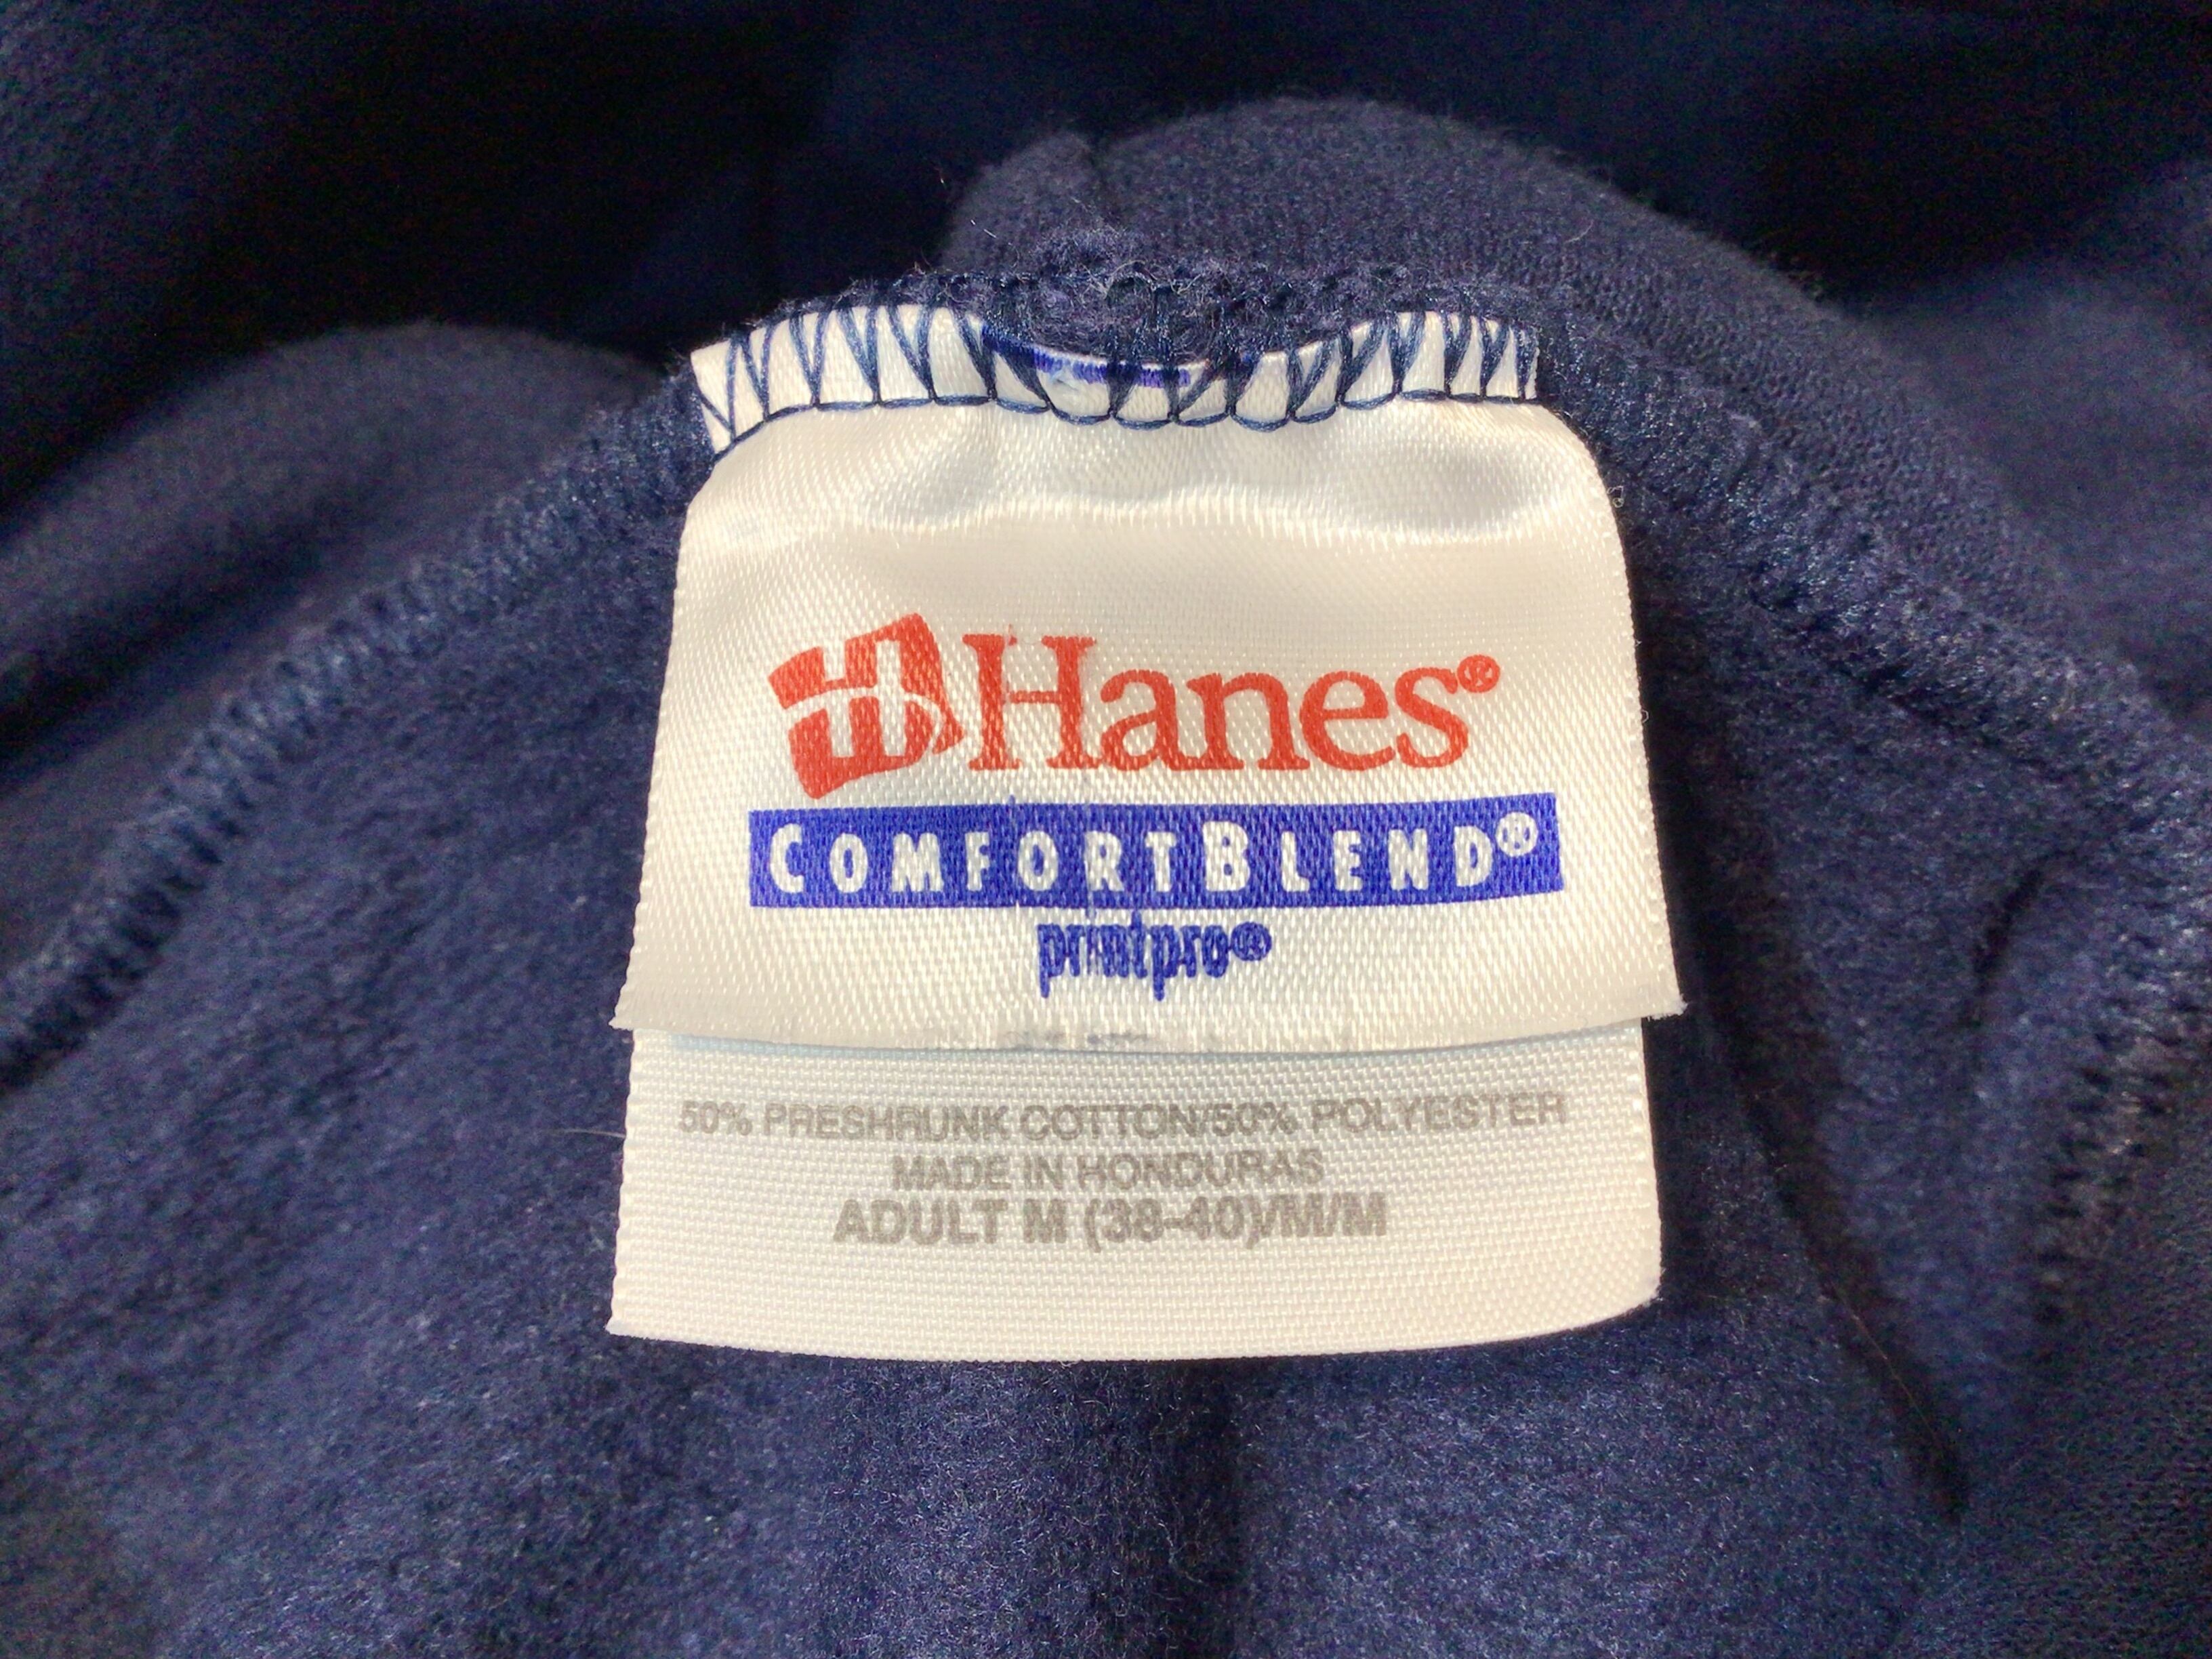 Hanes®
COMFORTBLEND®
printpro®
50% PRESHRUNK COTTON/50% POLYESTER
MADE IN HONDURAS
ADULT M (38-40)/M/M